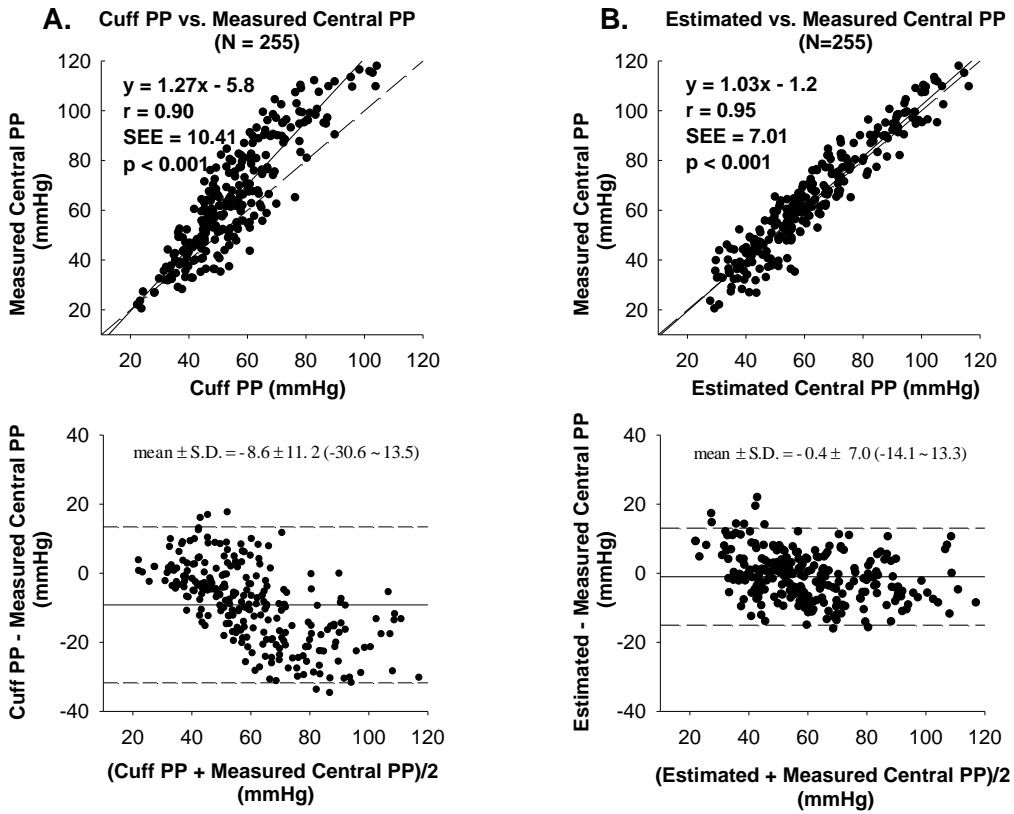 A.
Cuff PP vs. Measured Central PP
(N = 255)
120
100
80
60
40
20
Measured Central PP
(mmHg)
y = 1.27x - 5.8
r = 0.90
SEE = 10.41
p < 0.001
20 40 60 80 100 120
Cuff PP (mmHg)
B.
Estimated vs. Measured Central PP
(N=255)
120
100
80
60
40
20
Measured Central PP
(mmHg)
y = 1.03x - 1.2
r = 0.95
SEE = 7.01
p < 0.001
20 40 60 80 100 120
Estimated Central PP (mmHg)
40
20
0
-20
-40
Cuff PP - Measured Central PP
(mmHg)
mean ± S.D. = -8.6 ±11. 2 (-30.6 ~ 13.5)
20 40 60 80 100 120
(Cuff PP + Measured Central PP)/2
(mmHg)
40
20
0
-20
-40
Estimated - Measured Central PP
(mmHg)
mean ± S.D. = - 0.4 ± 7.0 (-14.1 ~ 13.3)
20 40 60 80 100 120
(Estimated + Measured Central PP)/2
(mmHg)